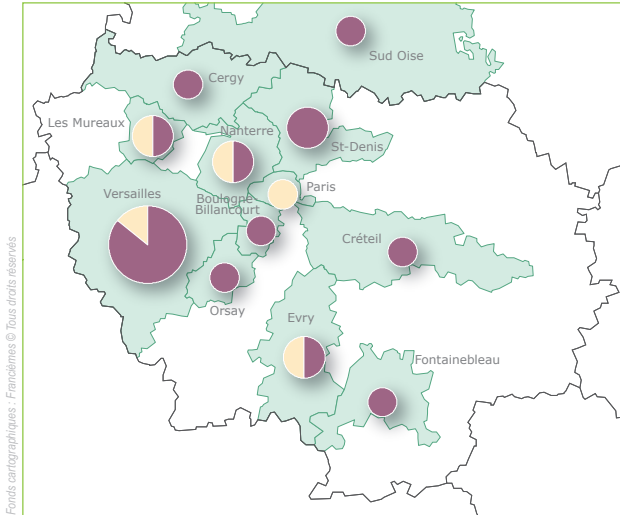 Sud Oise
Cergy
Les Mureaux
Nanterre
St-Denis
Versailles
Paris
Boulogne
Billancourt
Créteil
Orsay
Evry
Fontainebleau
Fonds cartographiques : Francièmes © Tous droits réservés